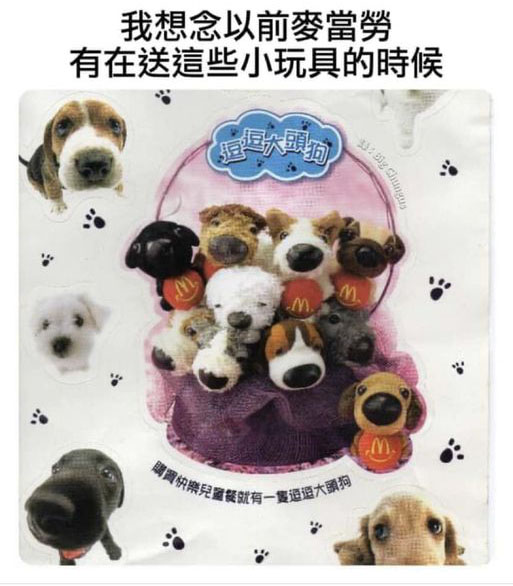 我想念以前麥當勞
有在送這些小玩具的時候
逗逗大頭狗
購買快樂兒童餐就有一隻逗逗大頭狗